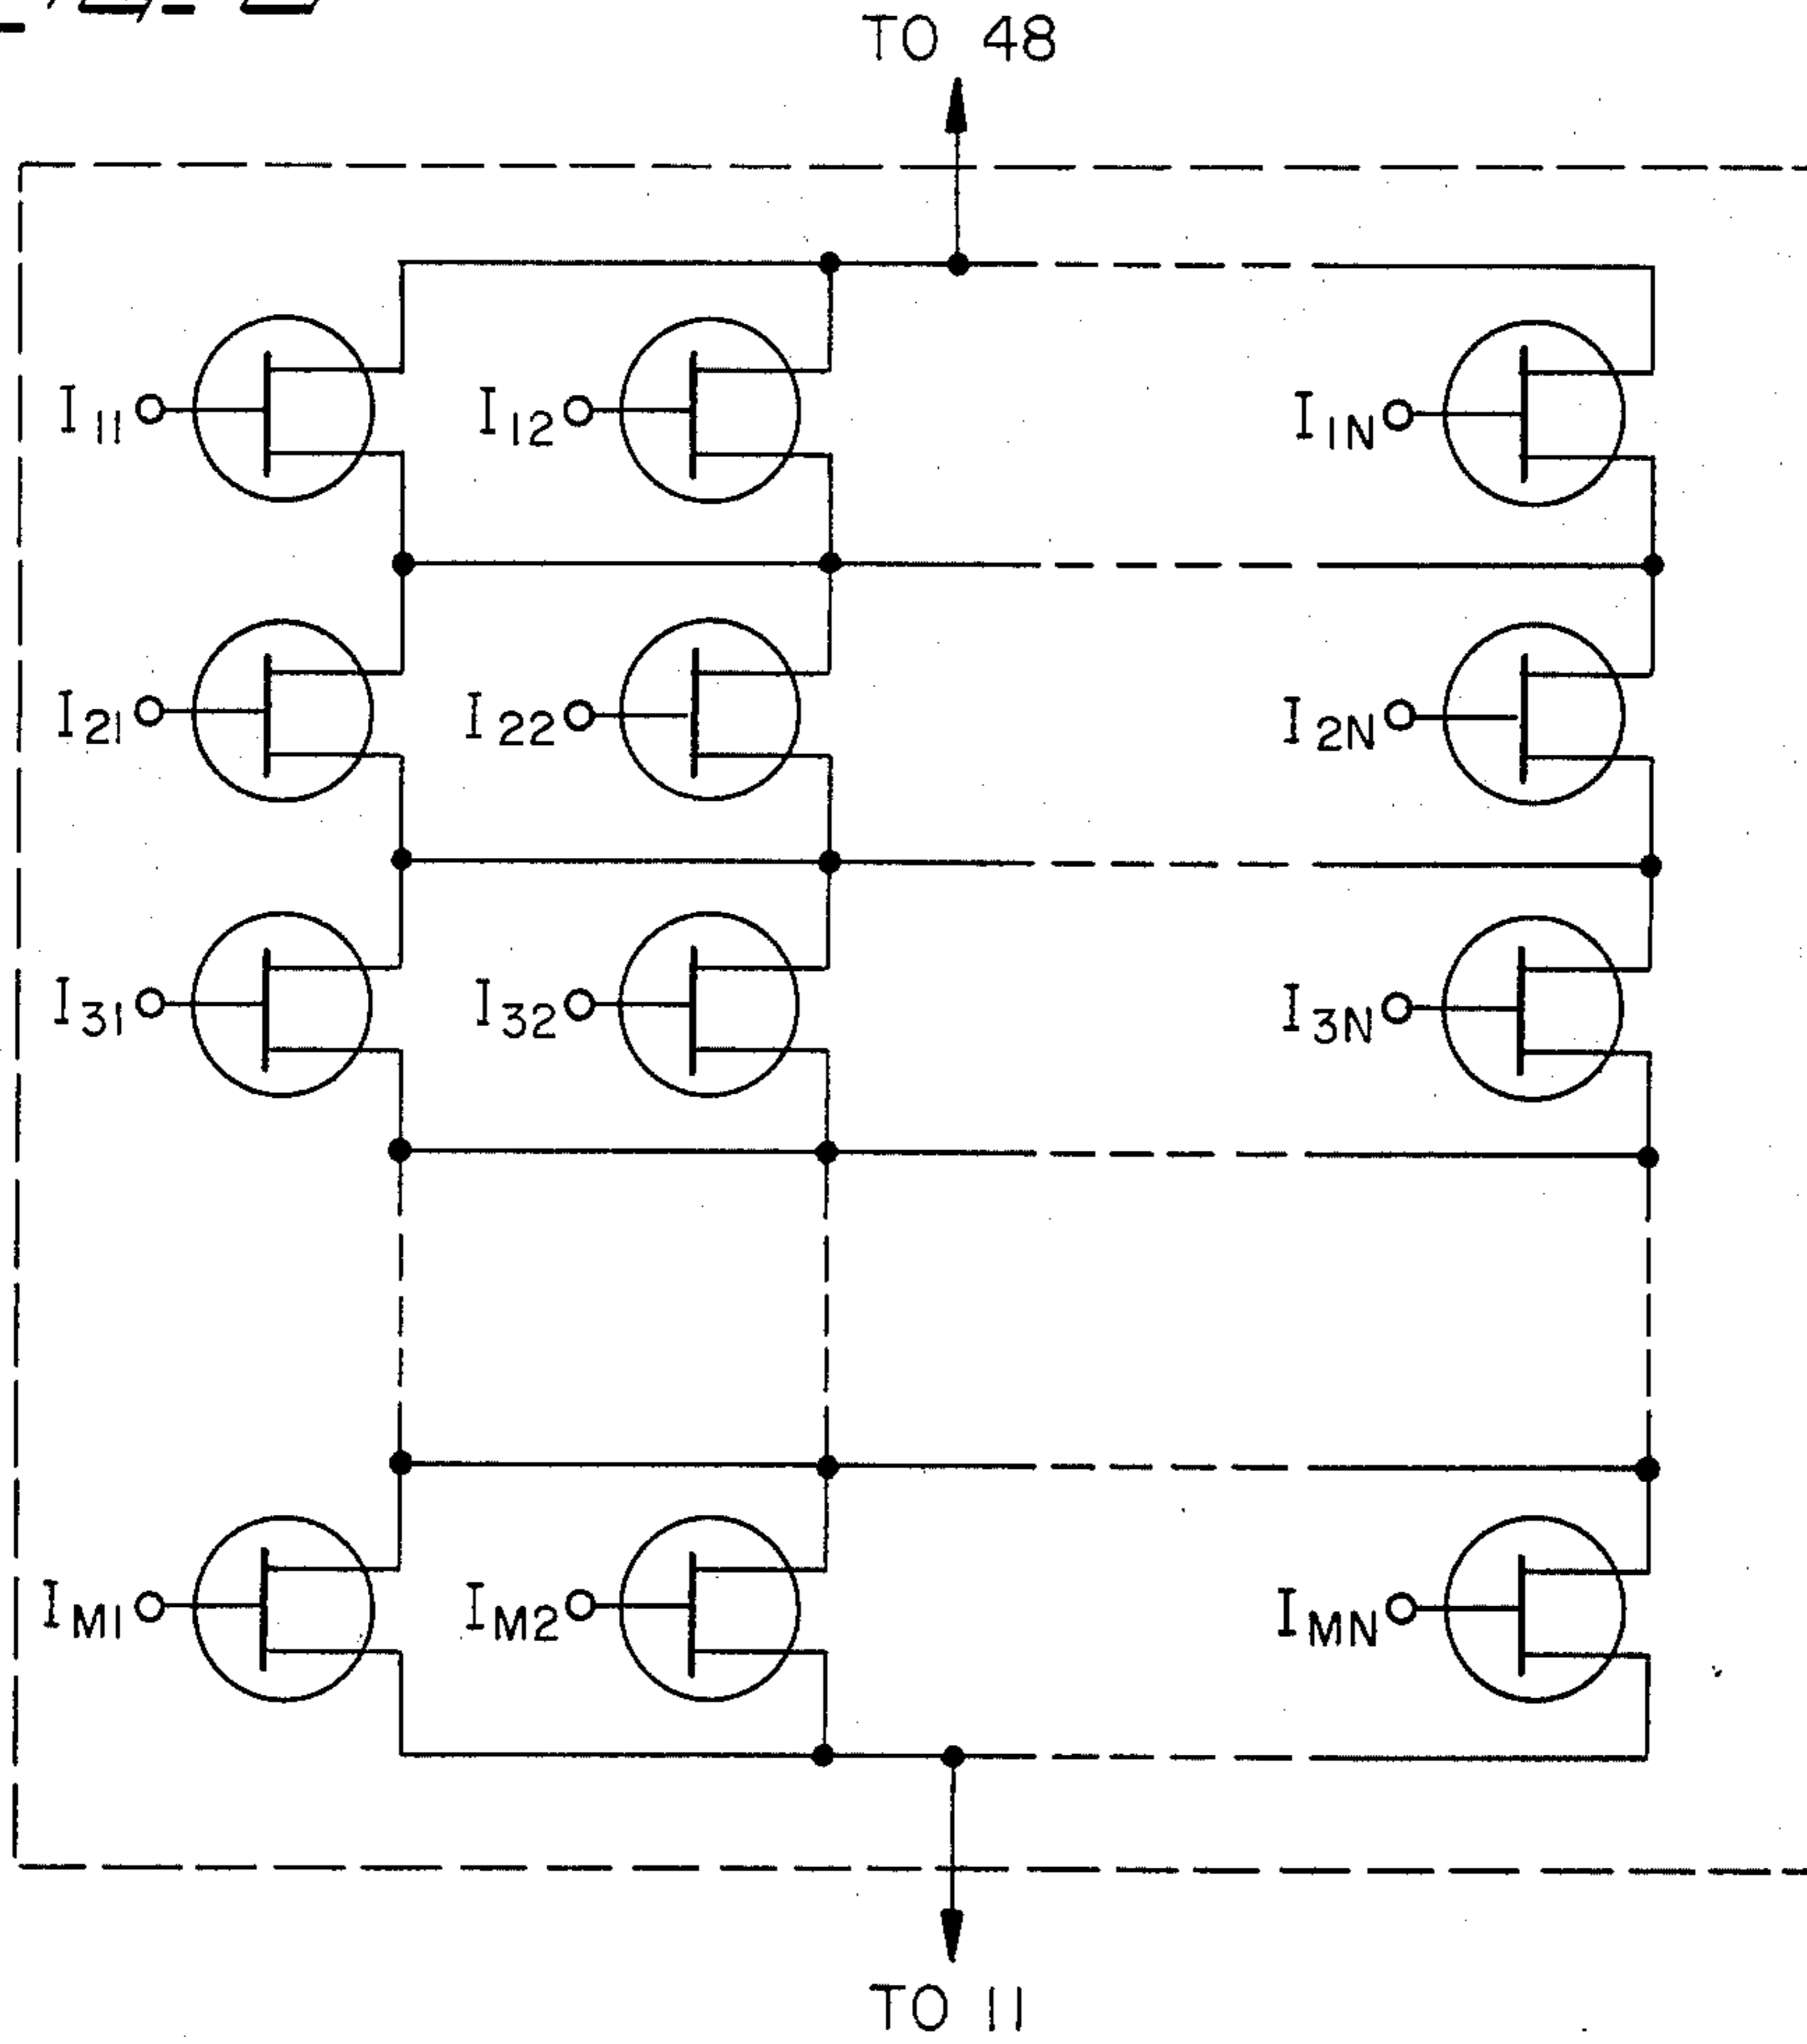 TO 48
I11 I12 I1N
I21 I22 I2N
I31 I32 I3N
IM1 IM2 IMN
TO 11